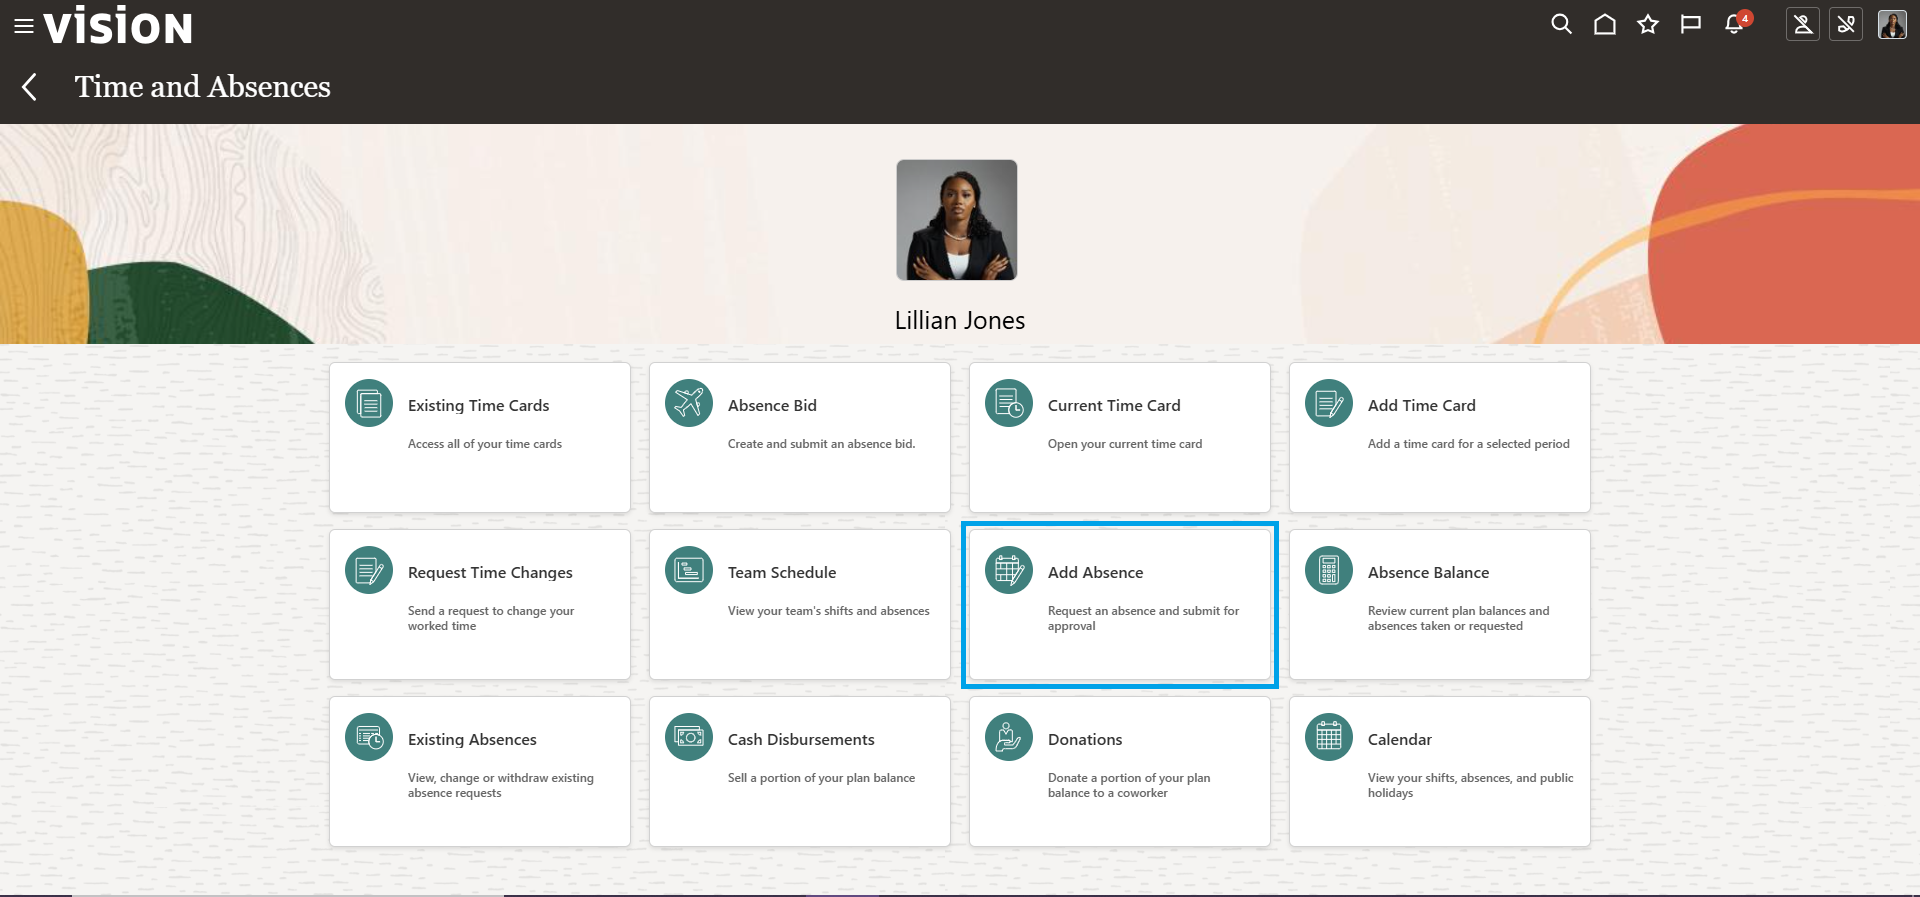 vision
4
Time and Absences
Lillian Jones
Existing Time Cards
Access all of your time cards
Absence Bid
Create and submit an absence bid.
Current Time Card
Open your current time card
Add Time Card
Add a time card for a selected period
Request Time Changes
Send a request to change your
worked time
Team Schedule
View your team's shifts and absences
Add Absence
Request an absence and submit for
approval
Absence Balance
Review current plan balances and
absences taken or requested
Existing Absences
View, change or withdraw existing
absence requests
Cash Disbursements
Sell a portion of your plan balance
Donations
Donate a portion of your plan
balance to a coworker
Calendar
View your shifts, absences, and public
holidays